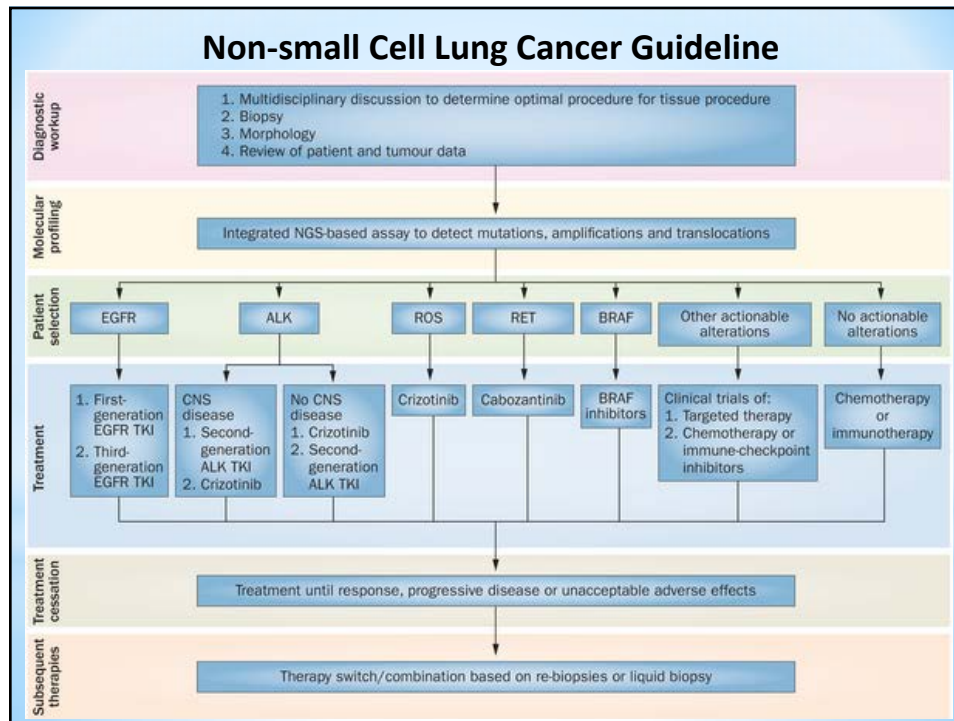 Non-small Cell Lung Cancer Guideline
Diagnostic
workup
1. Multidisciplinary discussion to determine optimal procedure for tissue procedure
2. Biopsy
3. Morphology
4. Review of patient and tumour data
Molecular
profiling
Integrated NGS-based assay to detect mutations, amplifications and translocations
Patient
selection
EGFR
ALK
ROS
RET
BRAF
Other actionable
alterations
No actionable
alterations
Treatment
1. First-
generation
EGFR TKI
2. Third-
generation
EGFR TKI
CNS
disease
1. Second-
generation
ALK TKI
2. Crizotinib
No CNS
disease
1. Crizotinib
2. Second-
generation
ALK TKI
Crizotinib
Cabozantinib
BRAF
inhibitors
Clinical trials of:
1. Targeted therapy
2. Chemotherapy or
immune-checkpoint
inhibitors
Chemotherapy
or
immunotherapy
Treatment
cessation
Treatment until response, progressive disease or unacceptable adverse effects
Subsequent
therapies
Therapy switch/combination based on re-biopsies or liquid biopsy